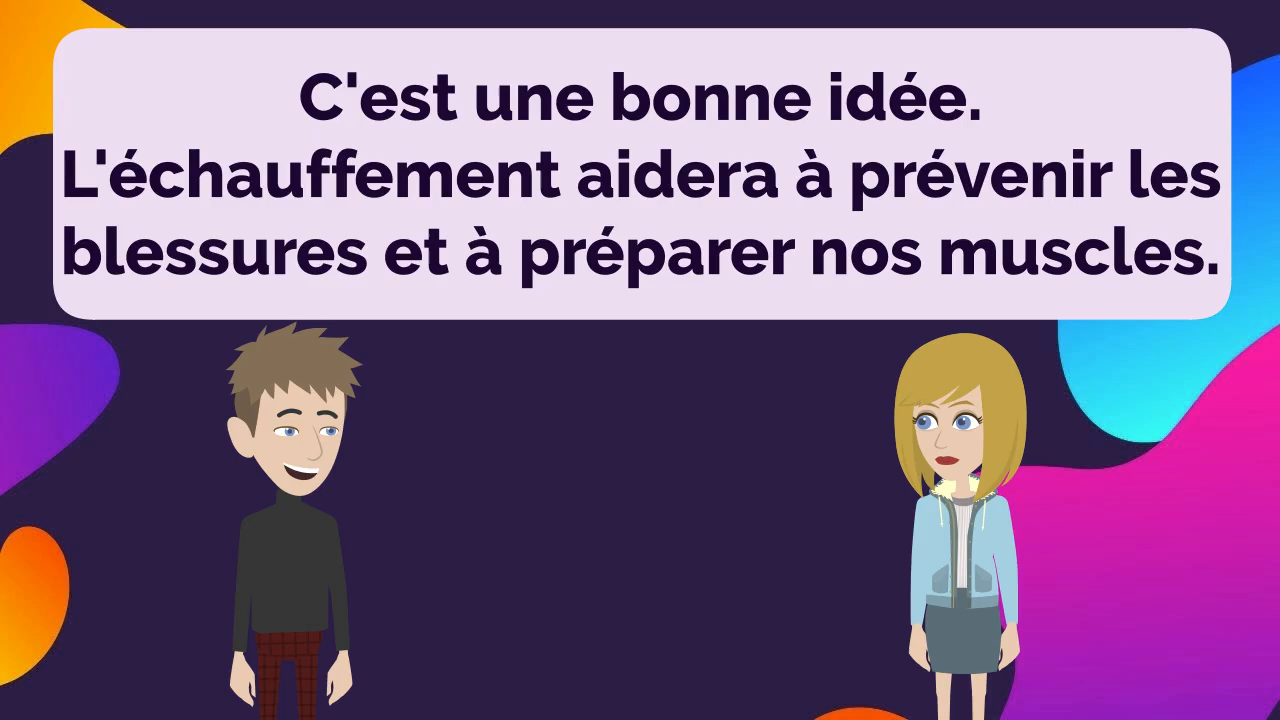 C'est une bonne idée.
L'échauffement aidera à prévenir les
blessures et à préparer nos muscles.